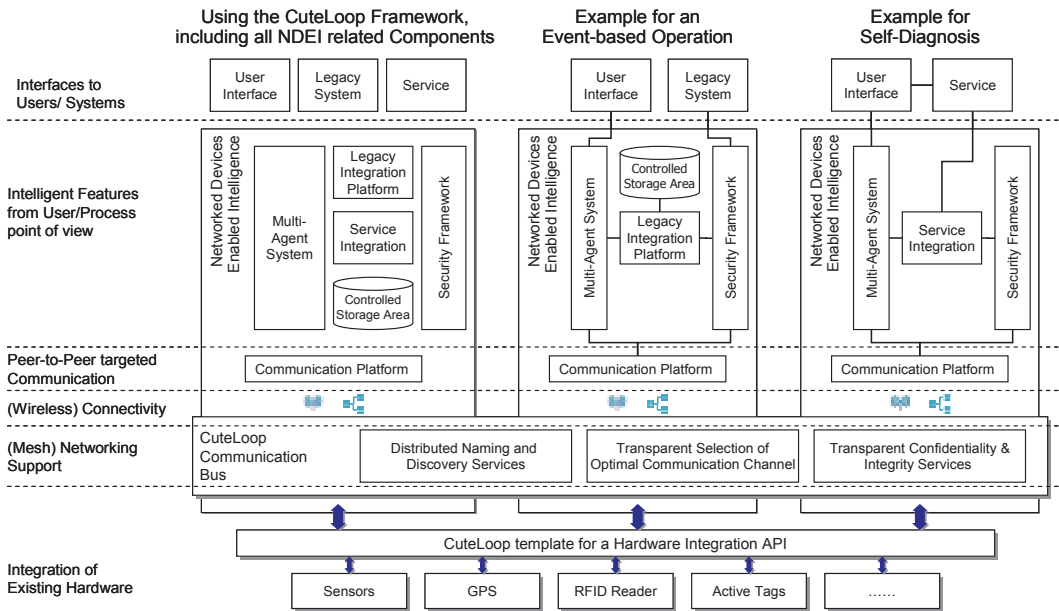 Using the CuteLoop Framework,
including all NDEI related Components
Example for an
Event-based Operation
Example for
Self-Diagnosis
Interfaces to
Users/ Systems
User
Interface
Legacy
System
Service
User
Interface
Legacy
System
User
Interface
Service
Intelligent Features
from User/Process
point of view
Networked Devices
Enabled Intelligence
Multi-
Agent
System
Legacy
Integration
Platform
Service
Integration
Controlled
Storage Area
Security Framework
Networked Devices
Enabled Intelligence
Multi-Agent System
Controlled
Storage Area
Legacy
Integration
Platform
Security Framework
Networked Devices
Enabled Intelligence
Multi-Agent System
Service
Integration
Security Framework
Peer-to-Peer targeted
Communication
Communication Platform
Communication Platform
Communication Platform
(Wireless) Connectivity
(Mesh) Networking
Support
CuteLoop
Communication
Bus
Distributed Naming and
Discovery Services
Transparent Selection of
Optimal Communication Channel
Transparent Confidentiality &
Integrity Services
CuteLoop template for a Hardware Integration API
Integration of
Existing Hardware
Sensors
GPS
RFID Reader
Active Tags
......